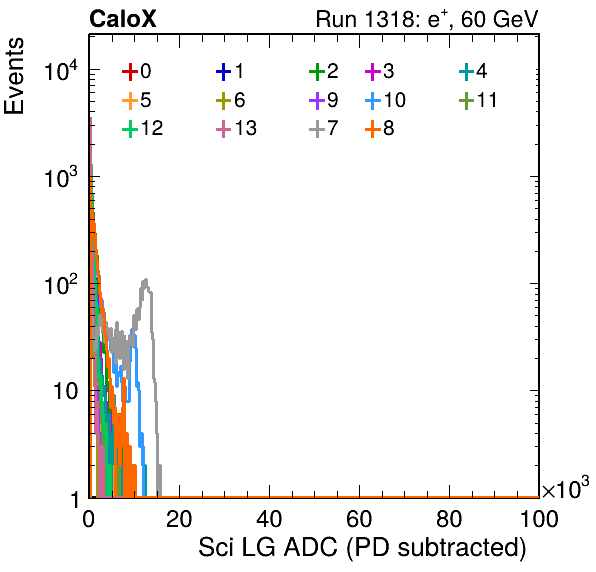 CaloX Run 1318: e⁺, 60 GeV
Events
10⁴
10³
10²
10
1
0 1 2 3 4
5 6 9 10 11
12 13 7 8
0 20 40 60 80 100
×10³
Sci LG ADC (PD subtracted)